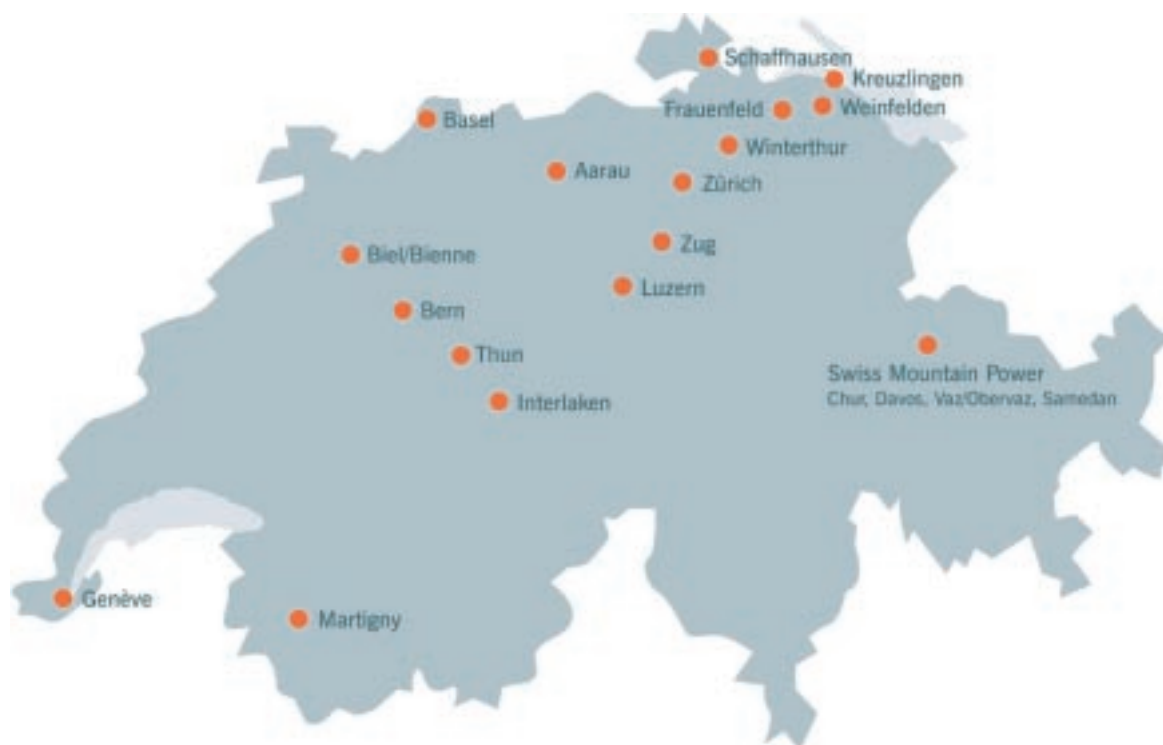 Schaffhausen
Kreuzlingen
Frauenfeld
Weinfelden
Basel
Winterthur
Aarau
Zürich
Zug
Biel/Bienne
Luzern
Bern
Thun
Swiss Mountain Power
Chur, Davos, Vaz/Obervaz, Samedan
Interlaken
Genève
Martigny